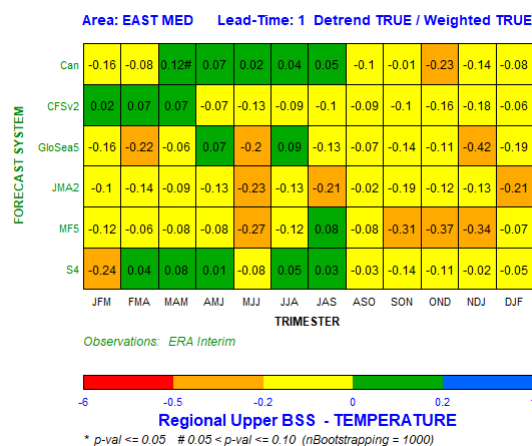 Area: EAST MED Lead-Time: 1 Detrend TRUE / Weighted TRUE
FORECAST SYSTEM
Can -0.16 -0.08 0.12# 0.07 0.02 0.04 0.05 -0.1 -0.01 -0.23 -0.14 -0.08
CFSv2 0.02 0.07 0.07 -0.07 -0.13 -0.09 -0.1 -0.09 -0.1 -0.16 -0.18 -0.06
GloSea5 -0.16 -0.22 -0.06 0.07 -0.2 0.09 -0.13 -0.07 -0.14 -0.11 -0.42 -0.19
JMA2 -0.1 -0.14 -0.09 -0.13 -0.23 -0.13 -0.21 -0.02 -0.19 -0.12 -0.13 -0.21
MF5 -0.12 -0.06 -0.08 -0.08 -0.27 -0.12 0.08 -0.08 -0.31 -0.37 -0.34 -0.07
S4 -0.24 0.04 0.08 0.01 -0.08 0.05 0.03 -0.03 -0.14 -0.11 -0.02 -0.05
JFM FMA MAM AMJ MJJ JJA JAS ASO SON OND NDJ DJF
TRIMESTER
Observations: ERA Interim
-6 -0.5 -0.2 0 0.2
Regional Upper BSS - TEMPERATURE
* p-val <= 0.05 # 0.05 < p-val <= 0.10 (nBootstrapping = 1000)